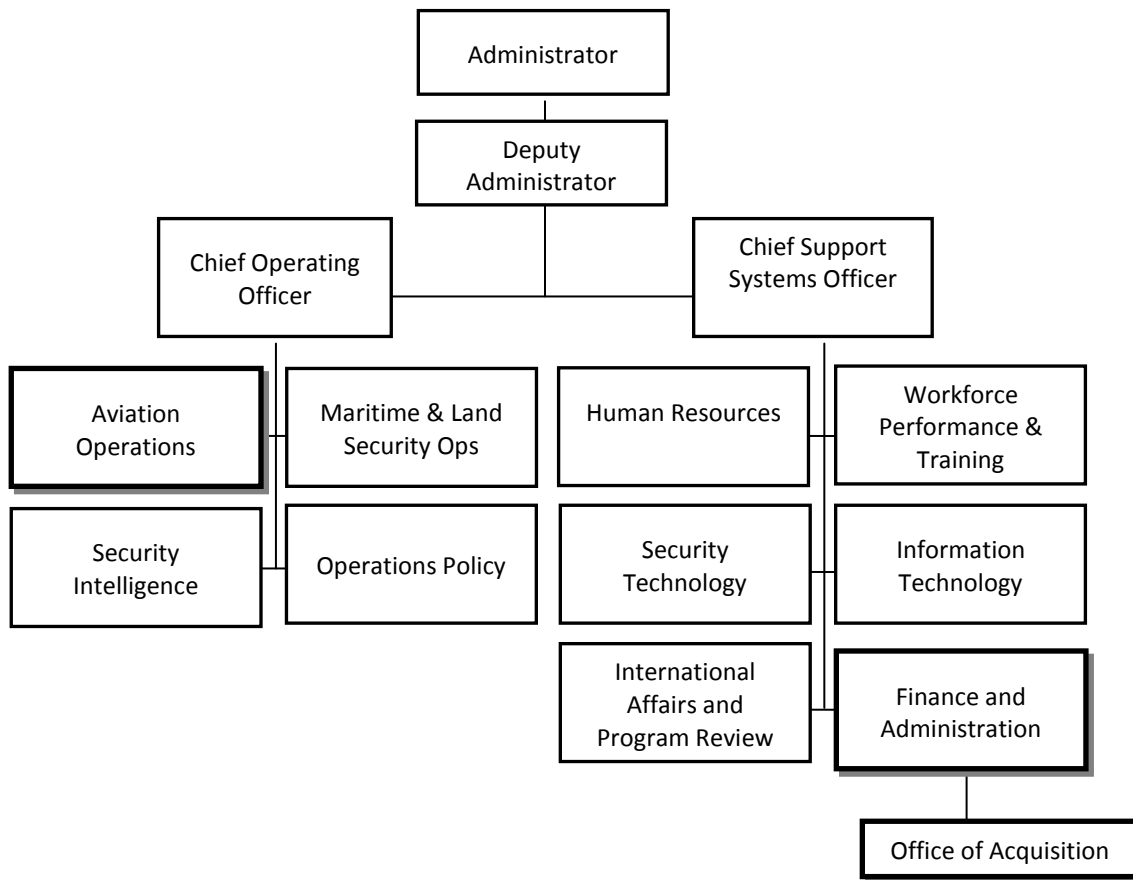 Administrator
Deputy
Administrator
Chief Operating
Officer
Chief Support
Systems Officer
Aviation
Operations
Maritime & Land
Security Ops
Human Resources
Workforce
Performance &
Training
Security
Intelligence
Operations Policy
Security
Technology
Information
Technology
International
Affairs and
Program Review
Finance and
Administration
Office of Acquisition